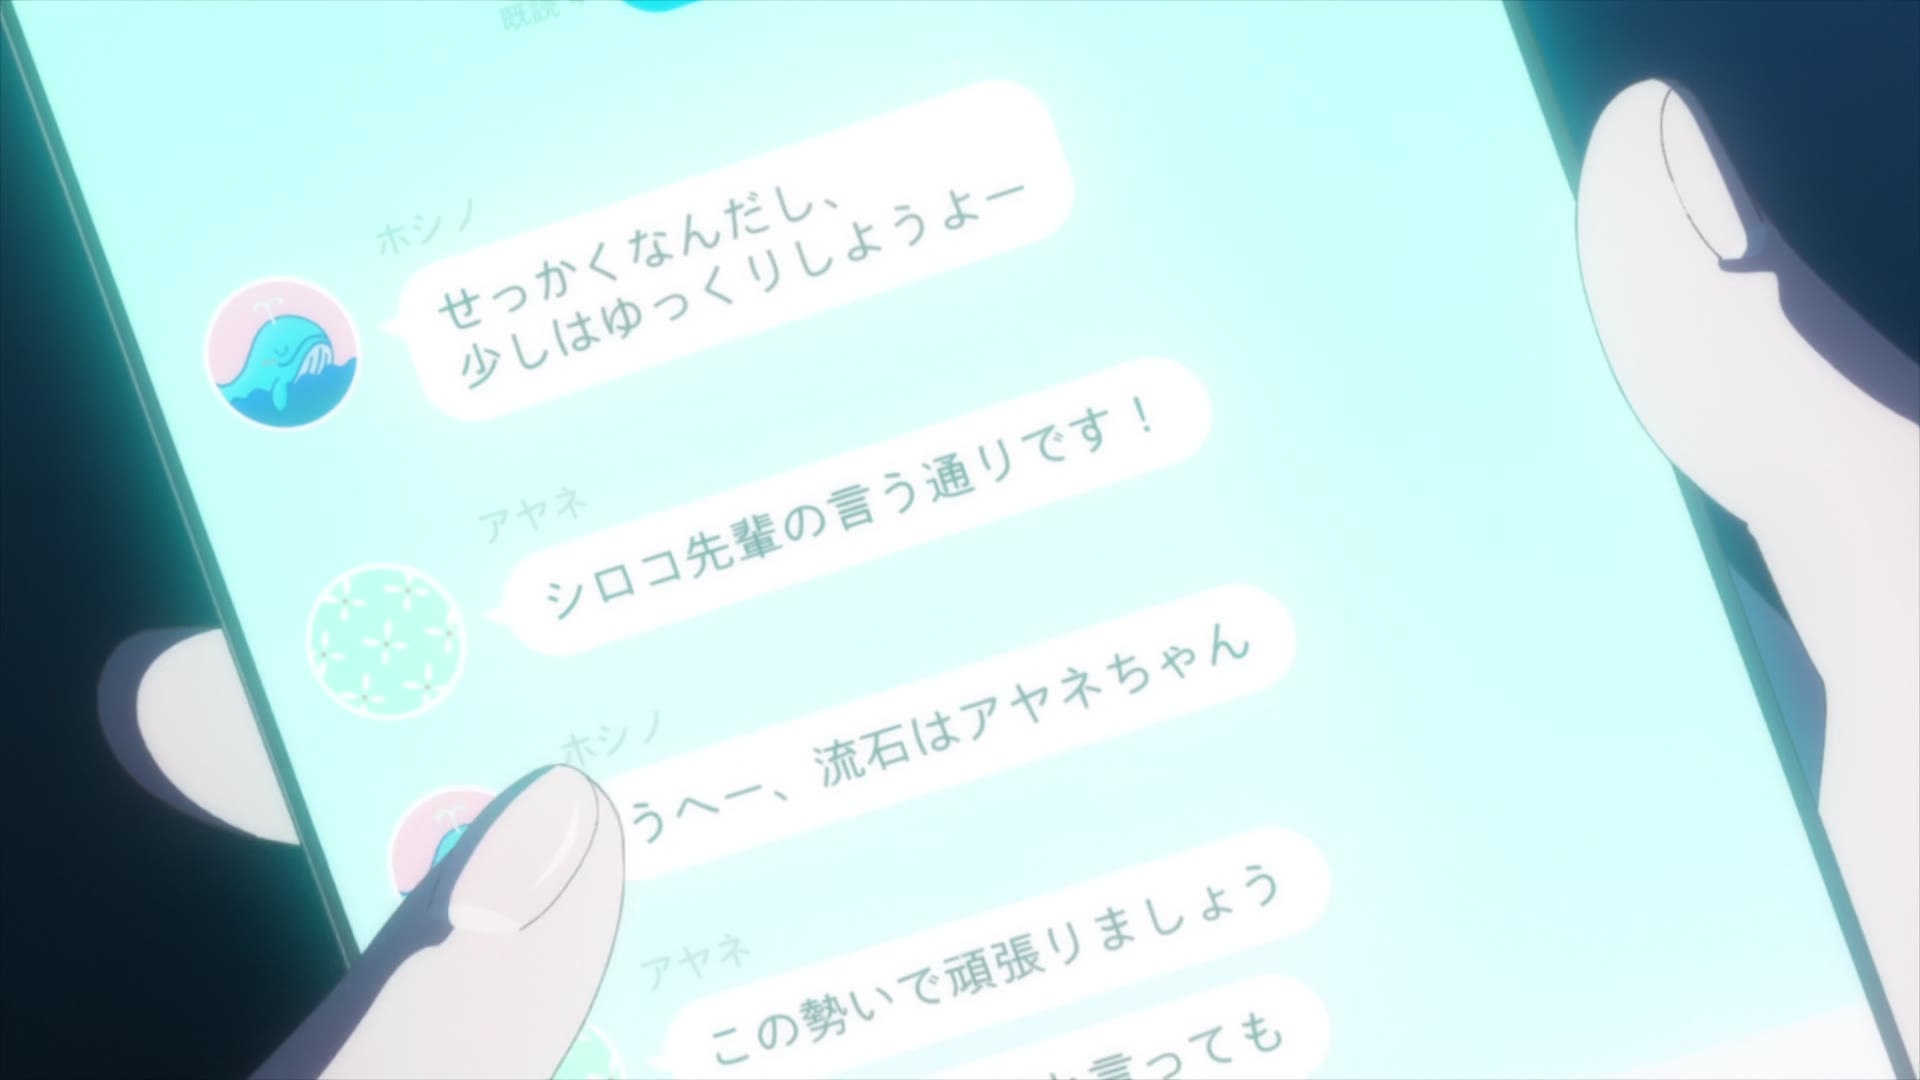 既読
ホシノ
せっかくなんだし、
少しはゆっくりしようよー
アヤネ
シロコ先輩の言う通りです！
ホシノ
うへー、流石はアヤネちゃん
アヤネ
この勢いで頑張りましょう
言っても